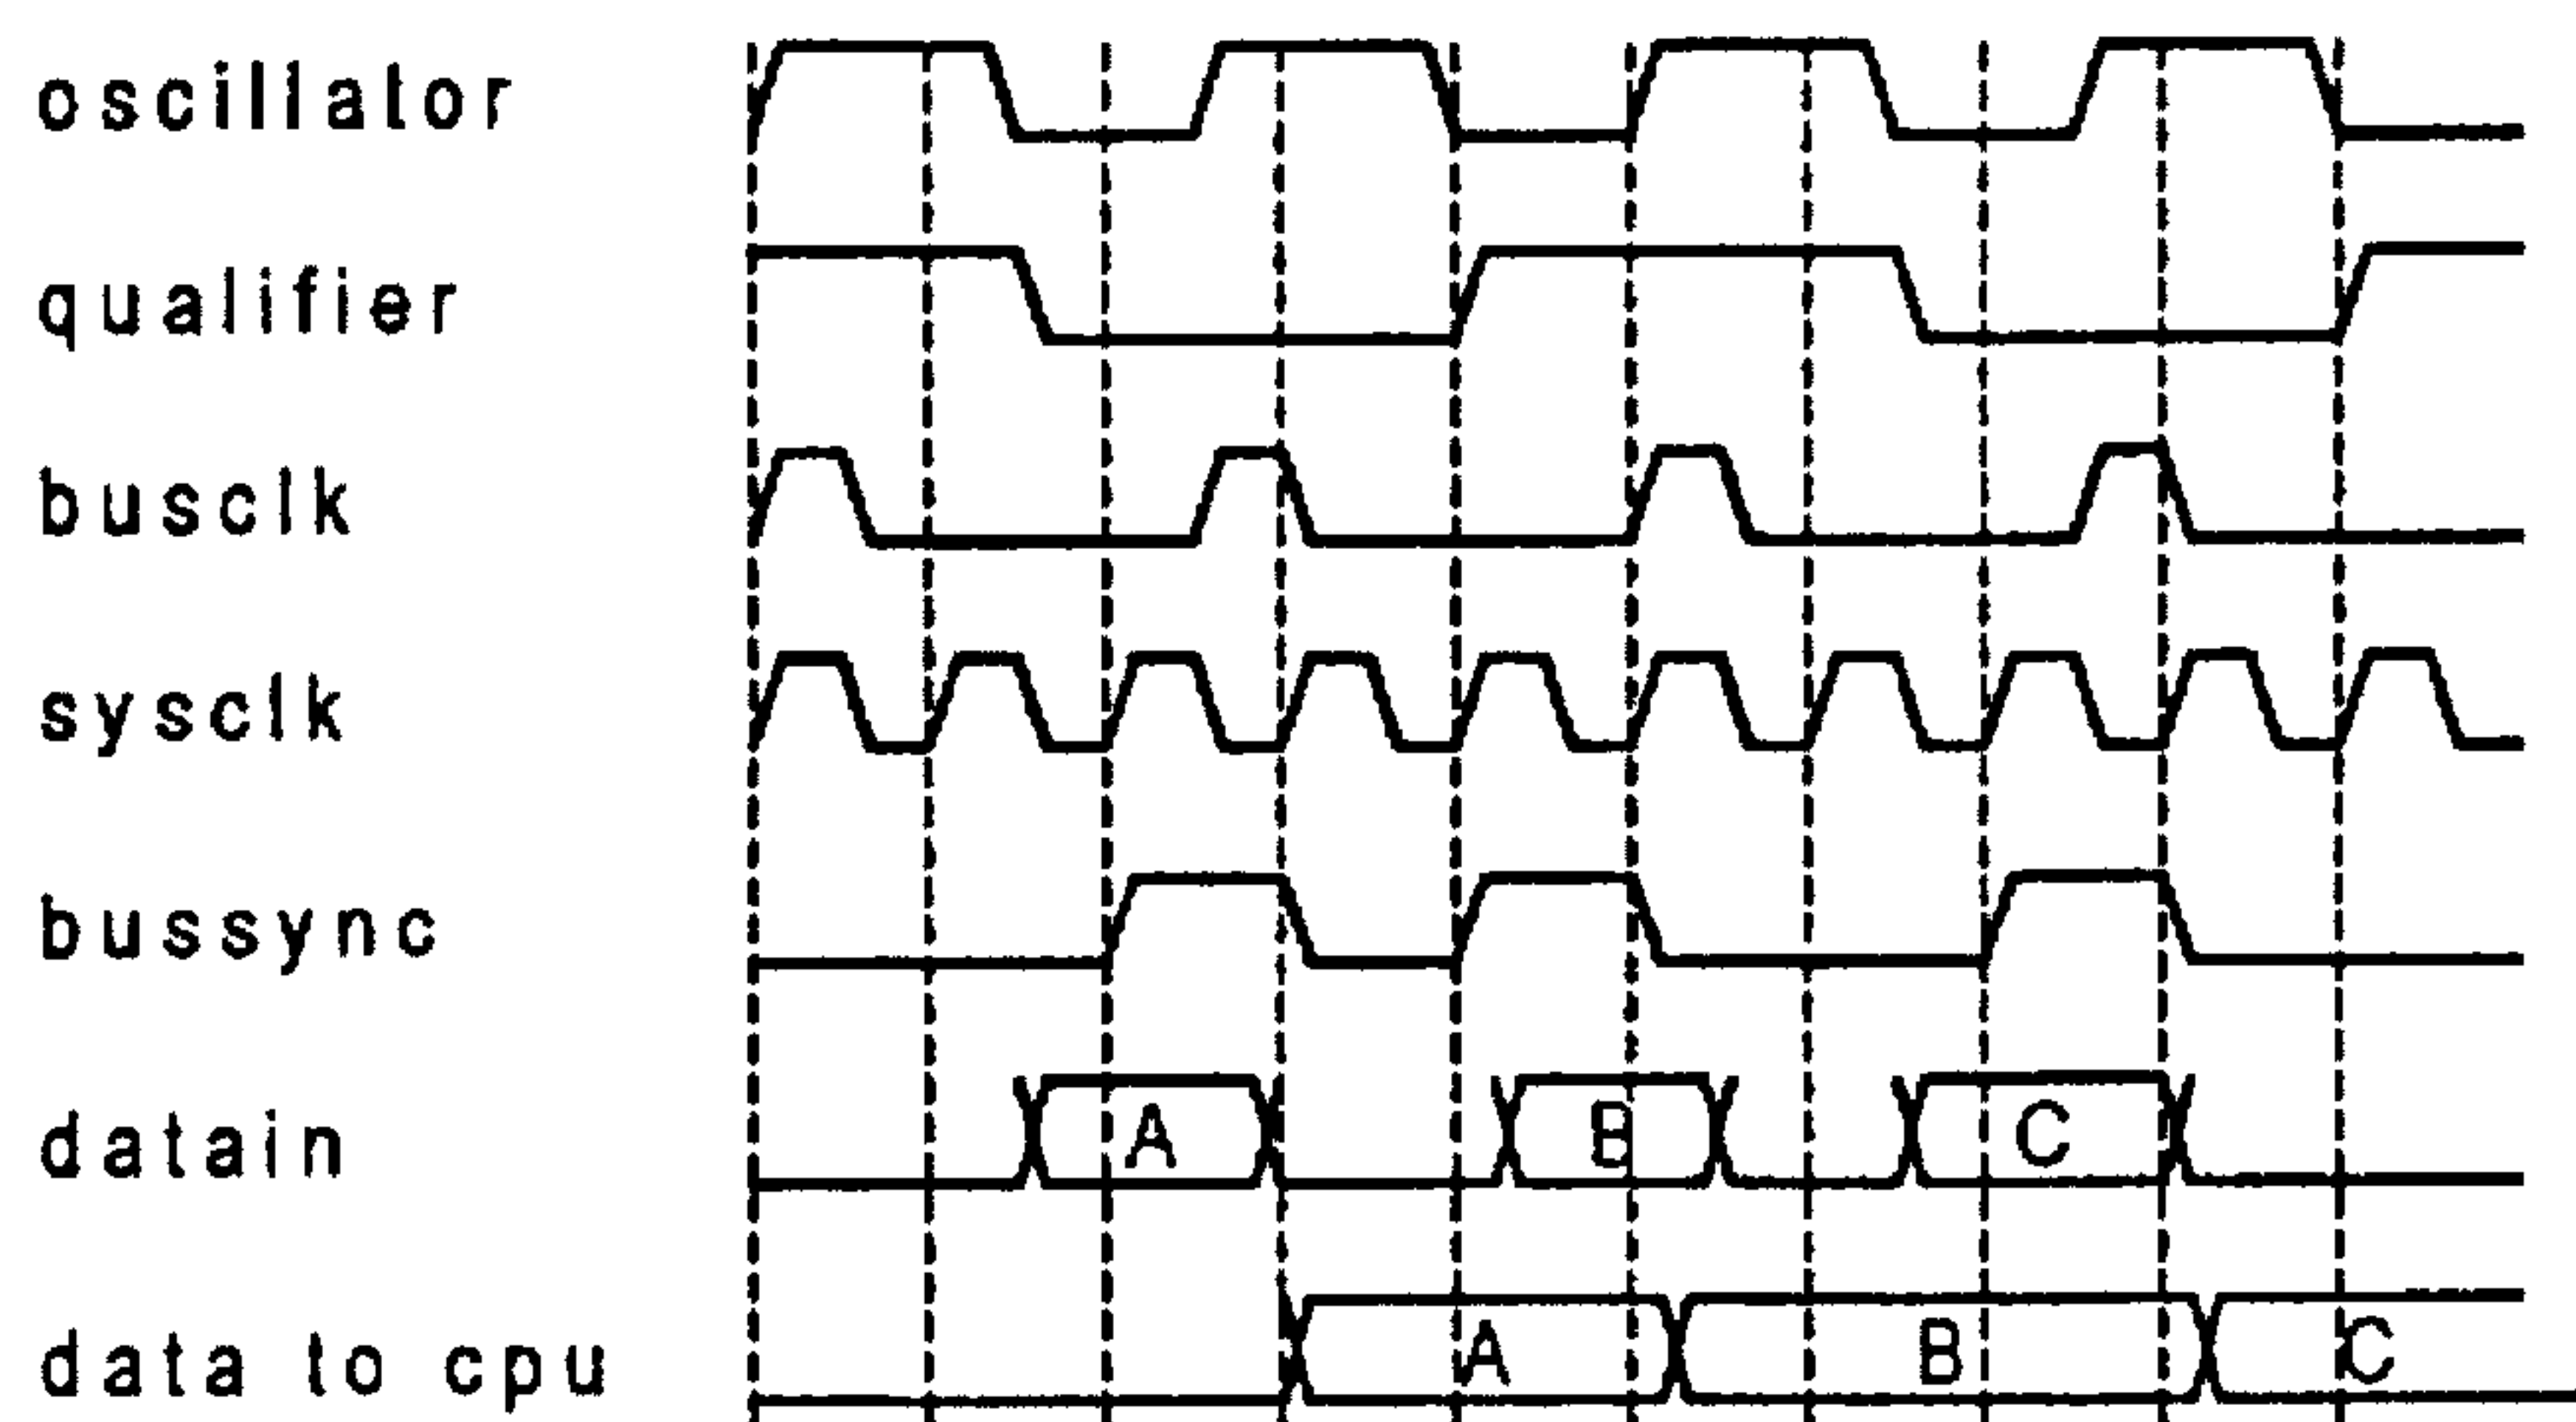 oscillator
qualifier
busclk
sysclk
bussync
datain A B C
data to cpu A B C